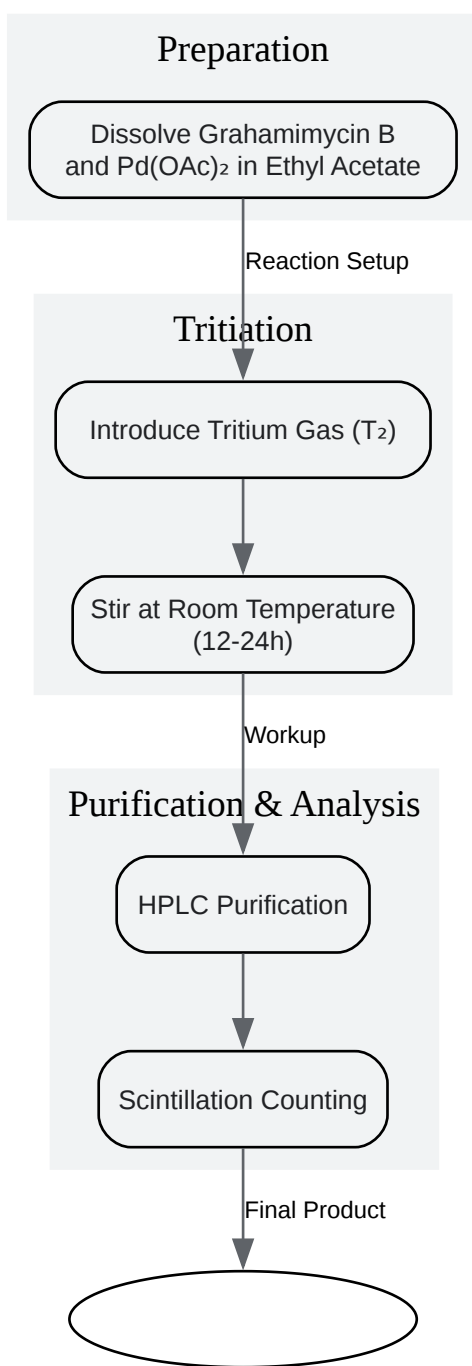 Preparation
Dissolve Grahamimycin B
and Pd(OAc)₂ in Ethyl Acetate
Reaction Setup
Tritiation
Introduce Tritium Gas (T₂)
Stir at Room Temperature
(12-24h)
Workup
Purification & Analysis
HPLC Purification
Scintillation Counting
Final Product